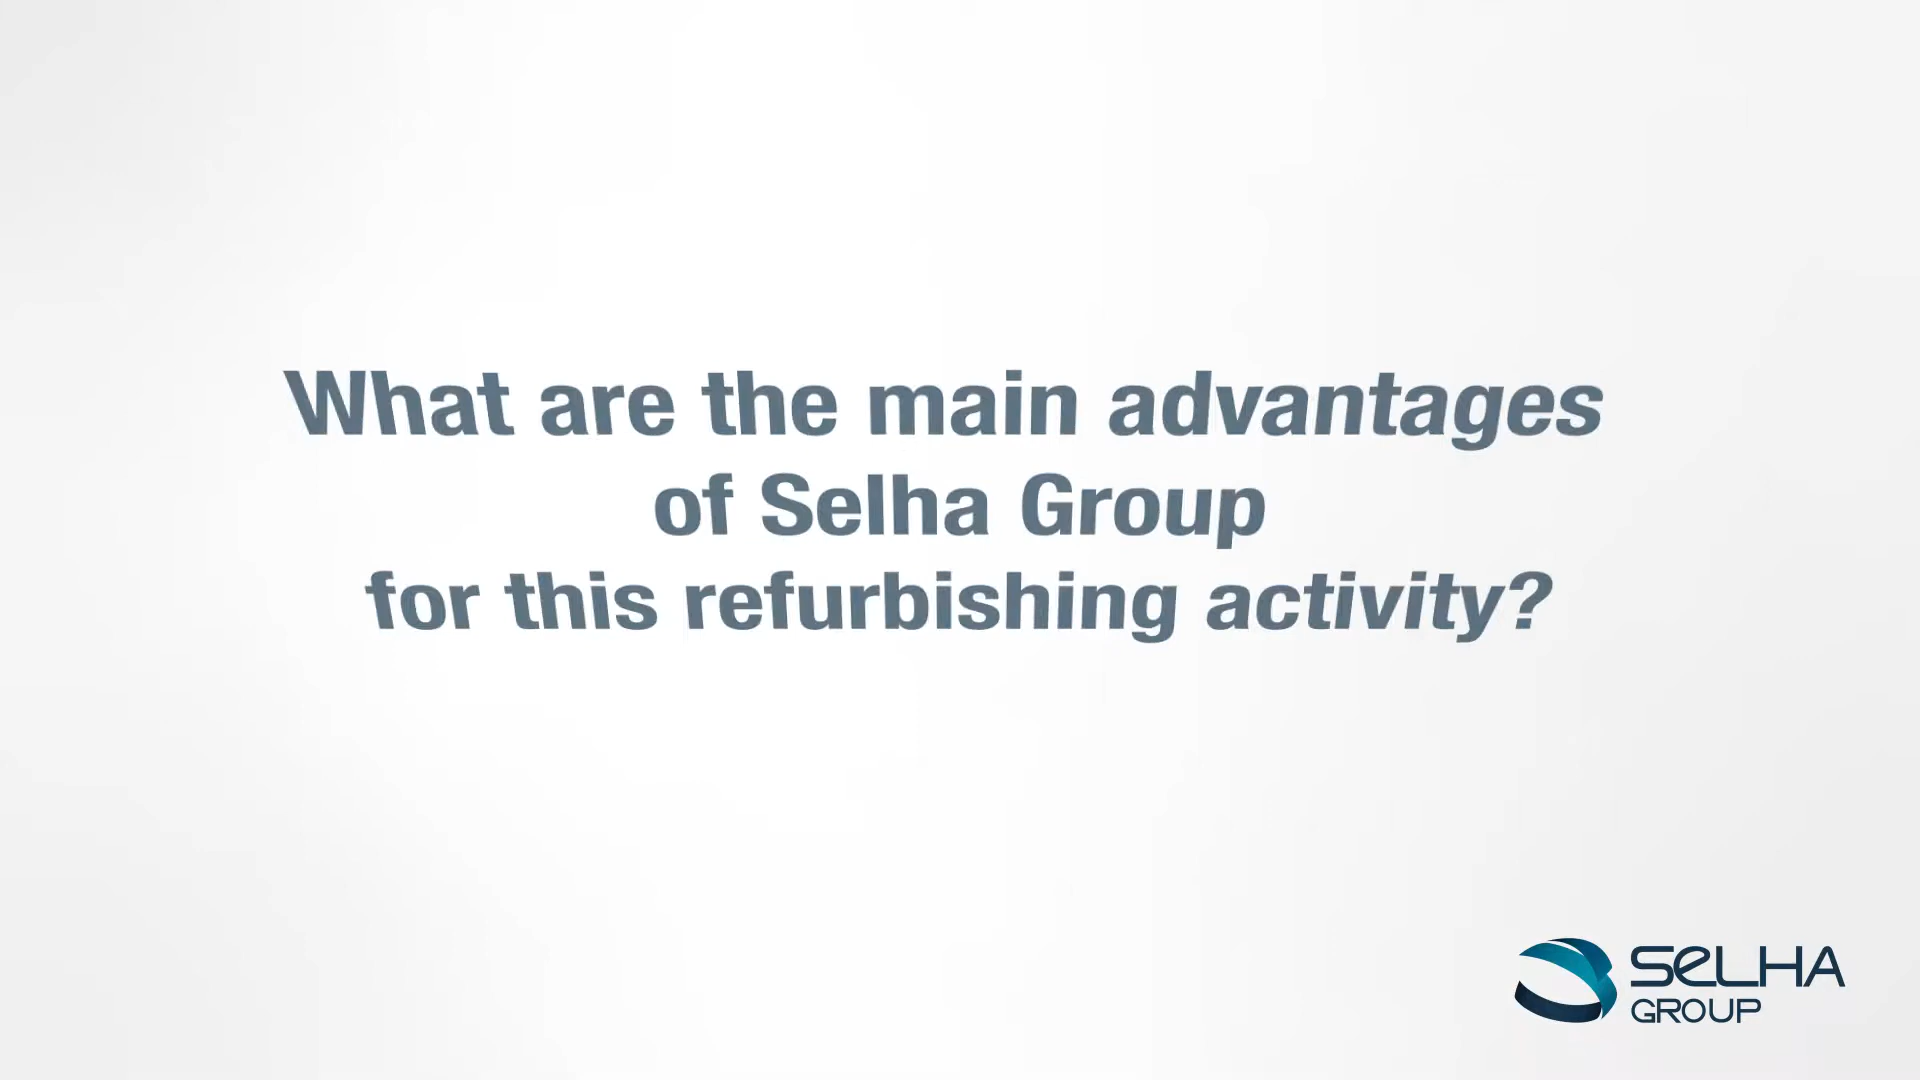 What are the main advantages
of Selha Group
for this refurbishing activity?
SELHA
GROUP